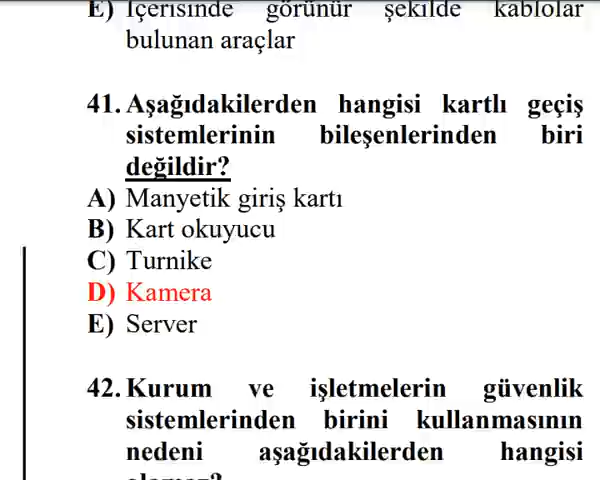 E) İçerisinde görünür şekilde kablolar
bulunan araçlar
41. Aşağıdakilerden hangisi kartlı geçiş
sistemlerinin bileşenlerinden biri
değildir?
A) Manyetik giriş kartı
B) Kart okuyucu
C) Turnike
D) Kamera
E) Server
42. Kurum ve işletmelerin güvenlik
sistemlerinden birini kullanmasının
nedeni aşağıdakilerden hangisi
olamaz?